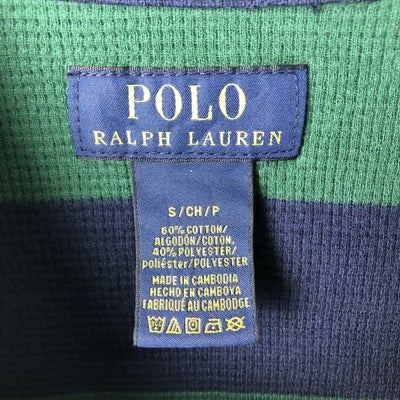 POLO
RALPH LAUREN
S/CH/P
60% COTTON/
ALGODÓN/COTON,
40% POLYESTER/
poliéster/POLYESTER
MADE IN CAMBODIA
HECHO EN CAMBOYA
FABRIQUÉ AU CAMBODGE